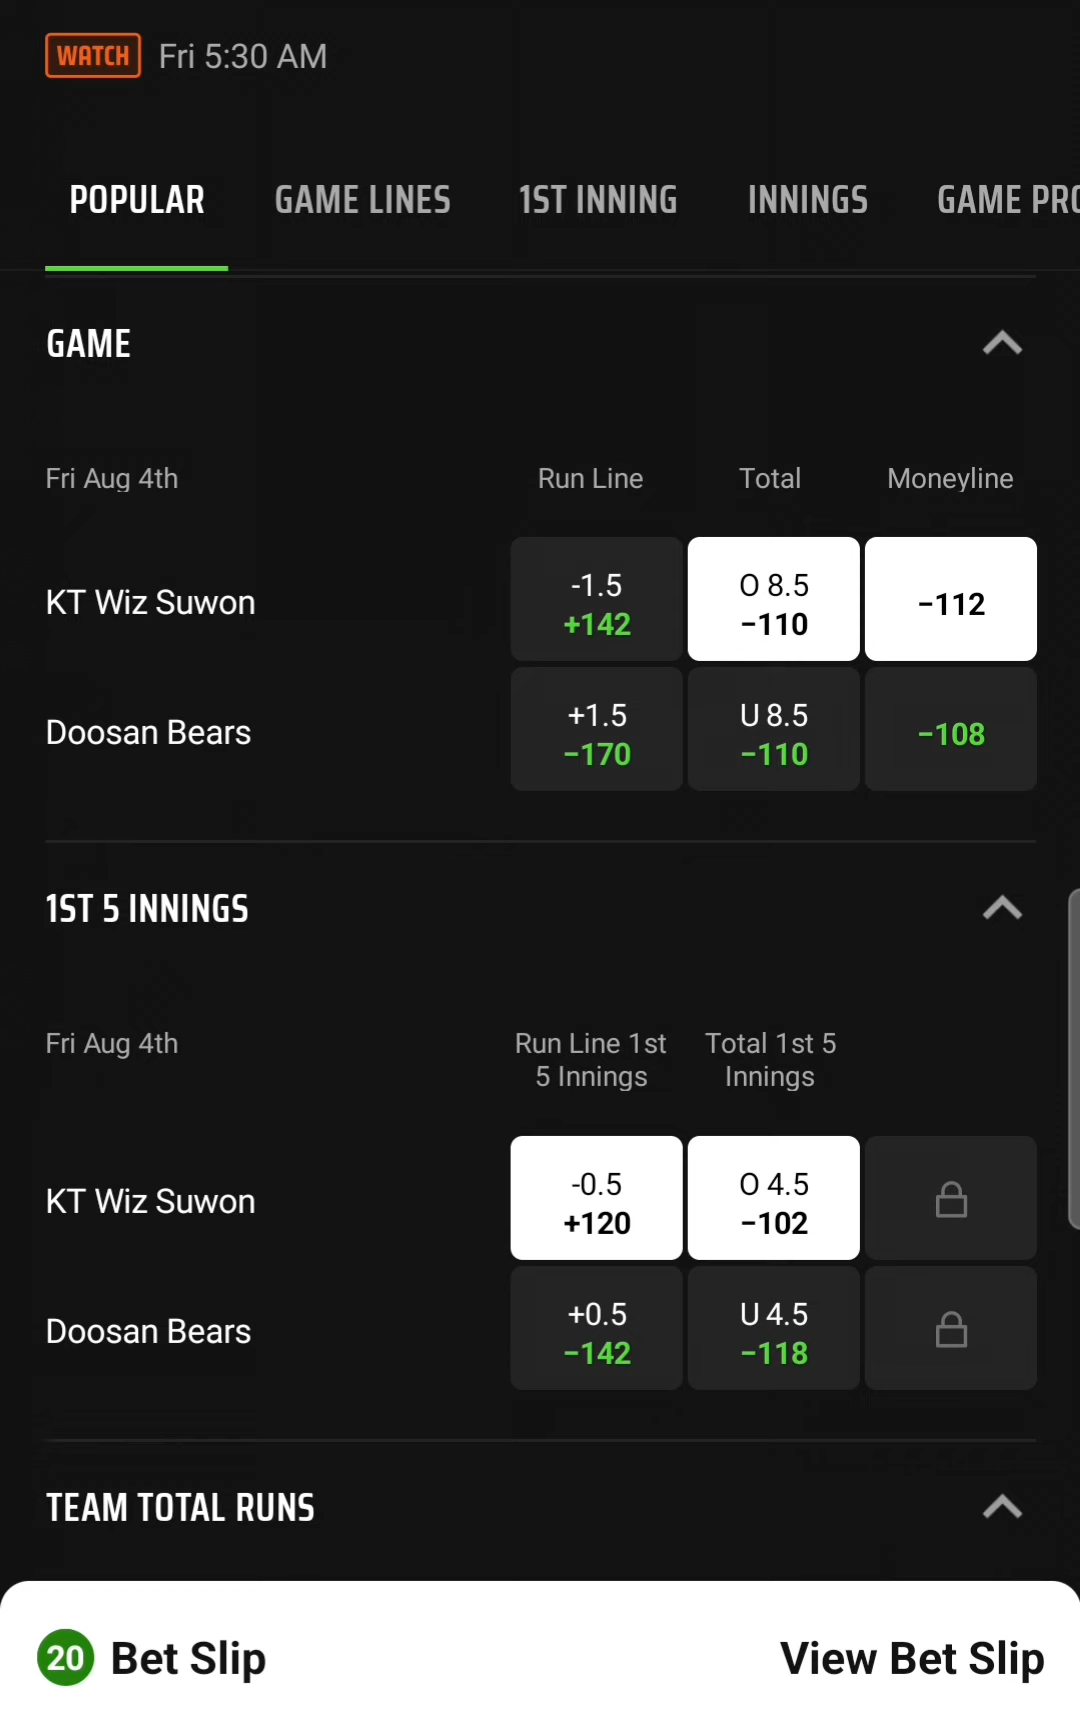 WATCH Fri 5:30 AM
POPULAR GAME LINES 1ST INNING INNINGS GAME PRO
GAME
Fri Aug 4th Run Line Total Moneyline
-1.5 O 8.5
KT Wiz Suwon −112
+142 −110
+1.5 U 8.5
Doosan Bears −108
−170 −110
1ST 5 INNINGS
Fri Aug 4th Run Line 1st Total 1st 5
5 Innings Innings
-0.5 O 4.5
KT Wiz Suwon
+120 −102
+0.5 U 4.5
Doosan Bears
−142 −118
TEAM TOTAL RUNS
20 Bet Slip View Bet Slip